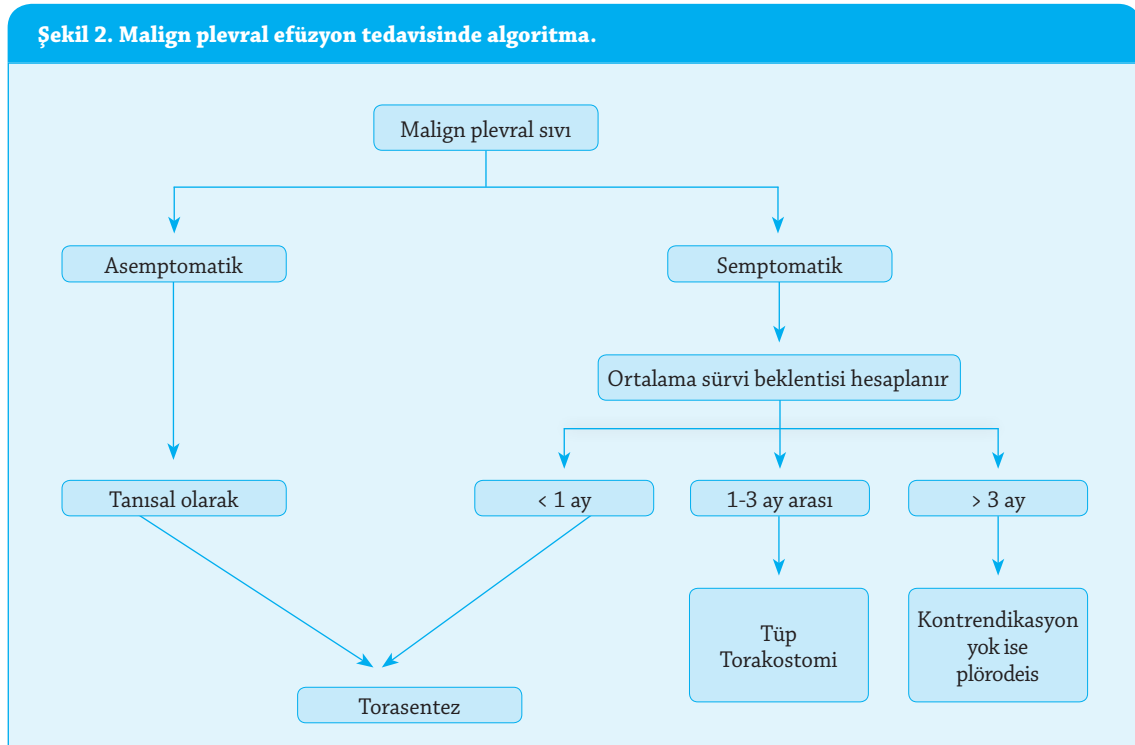 Şekil 2. Malign plevral efüzyon tedavisinde algoritma.
Malign plevral sıvı
Asemptomatik
Semptomatik
Ortalama sürvi beklentisi hesaplanır
Tanısal olarak
< 1 ay
1-3 ay arası
> 3 ay
Tüp
Torakostomi
Kontrendikasyon
yok ise
plörodeis
Torasentez